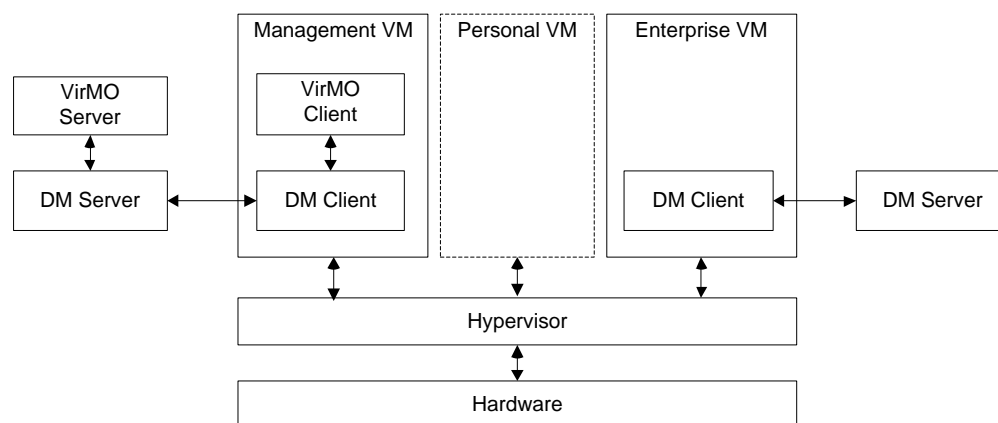 Management VM
Personal VM
Enterprise VM
VirMO
Server
VirMO
Client
DM Server
DM Client
DM Client
DM Server
Hypervisor
Hardware